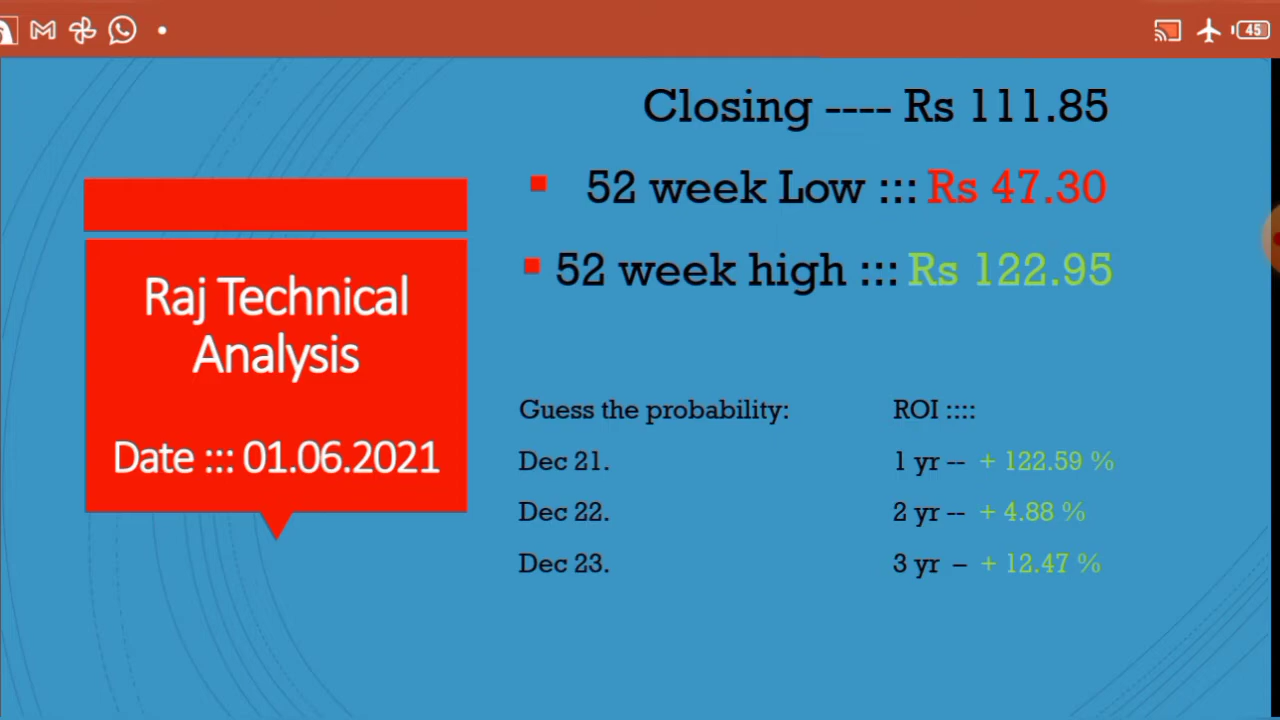 45
Closing ---- Rs 111.85
52 week Low ::: Rs 47.30
52 week high ::: Rs 122.95
Raj Technical
Analysis
Date ::: 01.06.2021
Guess the probability:
ROI ::::
Dec 21.
1 yr -- + 122.59 %
Dec 22.
2 yr -- + 4.88 %
Dec 23.
3 yr – + 12.47 %